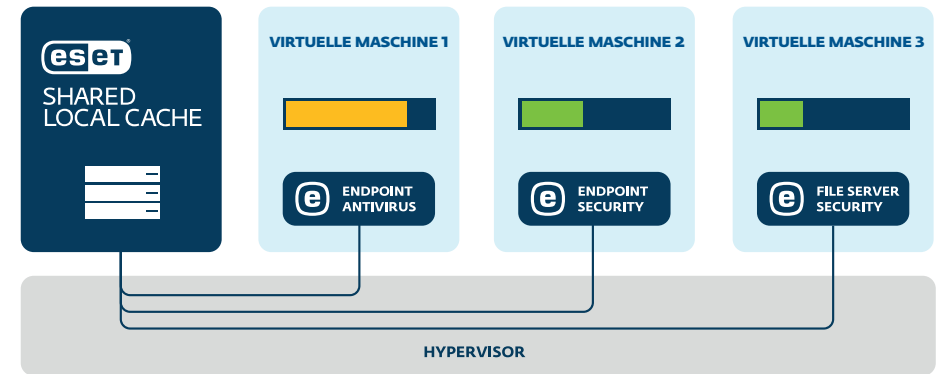 eset
SHARED
LOCAL CACHE
VIRTUELLE MASCHINE 1
e ENDPOINT
ANTIVIRUS
VIRTUELLE MASCHINE 2
e ENDPOINT
SECURITY
VIRTUELLE MASCHINE 3
e FILE SERVER
SECURITY
HYPERVISOR